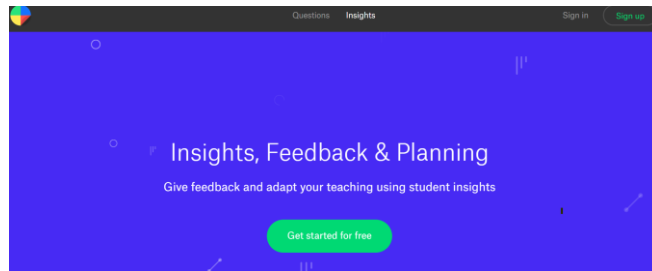 Questions Insights Sign in Sign up
Insights, Feedback & Planning
Give feedback and adapt your teaching using student insights
Get started for free